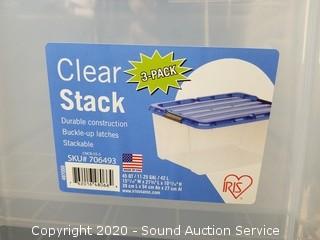 Clear
3-PACK
Stack
Durable construction
Buckle-up latches
Stackable
SKU# 706493
45 QT / 11.25 GAL / 42 L
IRIS
Copyright 2020 - Sound Auction Service